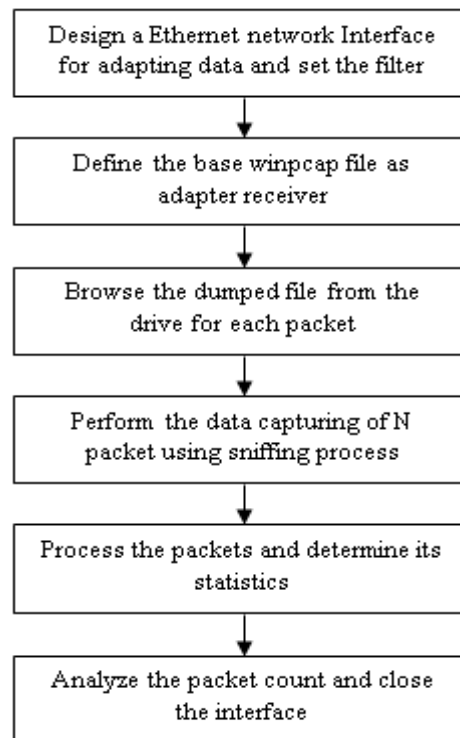 Design a Ethernet network Interface
for adapting data and set the filter
Define the base winpcap file as
adapter receiver
Browse the dumped file from the
drive for each packet
Perform the data capturing of N
packet using sniffing process
Process the packets and determine its
statistics
Analyze the packet count and close
the interface